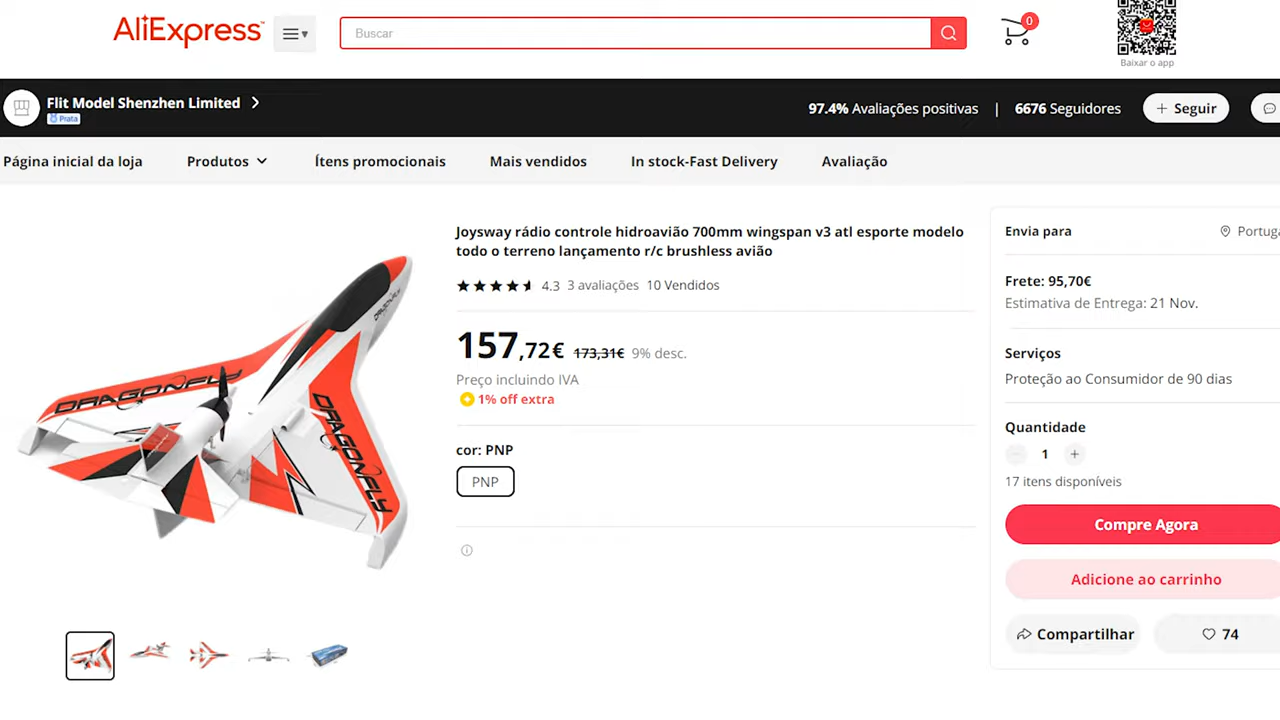 AliExpress
Buscar
0
Baixar o app
Flit Model Shenzhen Limited
Prata
97.4% Avaliações positivas | 6676 Seguidores
+ Seguir
Página inicial da loja
Produtos
Ítens promocionais
Mais vendidos
In stock-Fast Delivery
Avaliação
DRAGONFLY
DRAGONFLY
DRAGONFLY
Joysway rádio controle hidroavião 700mm wingspan v3 atl esporte modelo
todo o terreno lançamento r/c brushless avião
4.3 3 avaliações 10 Vendidos
157,72€ 173,31€ 9% desc.
Preço incluindo IVA
1% off extra
cor: PNP
PNP
Envia para
Portuga
Frete: 95,70€
Estimativa de Entrega: 21 Nov.
Serviços
Proteção ao Consumidor de 90 dias
Quantidade
1 +
17 itens disponíveis
Compre Agora
Adicione ao carrinho
Compartilhar
74